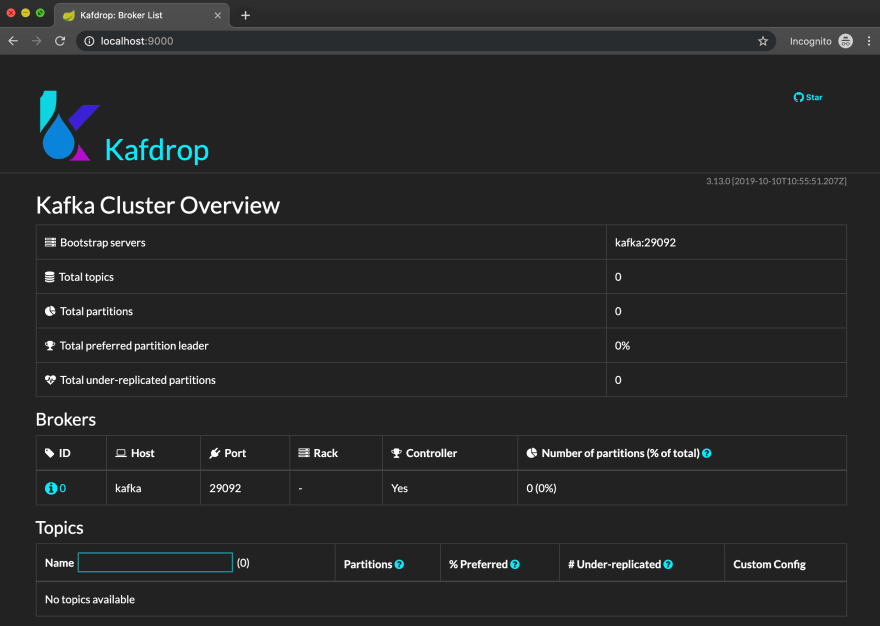 Kafdrop: Broker List
localhost:9000
Incognito
Star
Kafdrop
3.13.0 [2019-10-10T10:55:51.207Z]
Kafka Cluster Overview
Bootstrap servers kafka:29092
Total topics 0
Total partitions 0
Total preferred partition leader 0%
Total under-replicated partitions 0
Brokers
ID Host Port Rack Controller Number of partitions (% of total)
0 kafka 29092 - Yes 0 (0%)
Topics
Name (0) Partitions % Preferred # Under-replicated Custom Config
No topics available